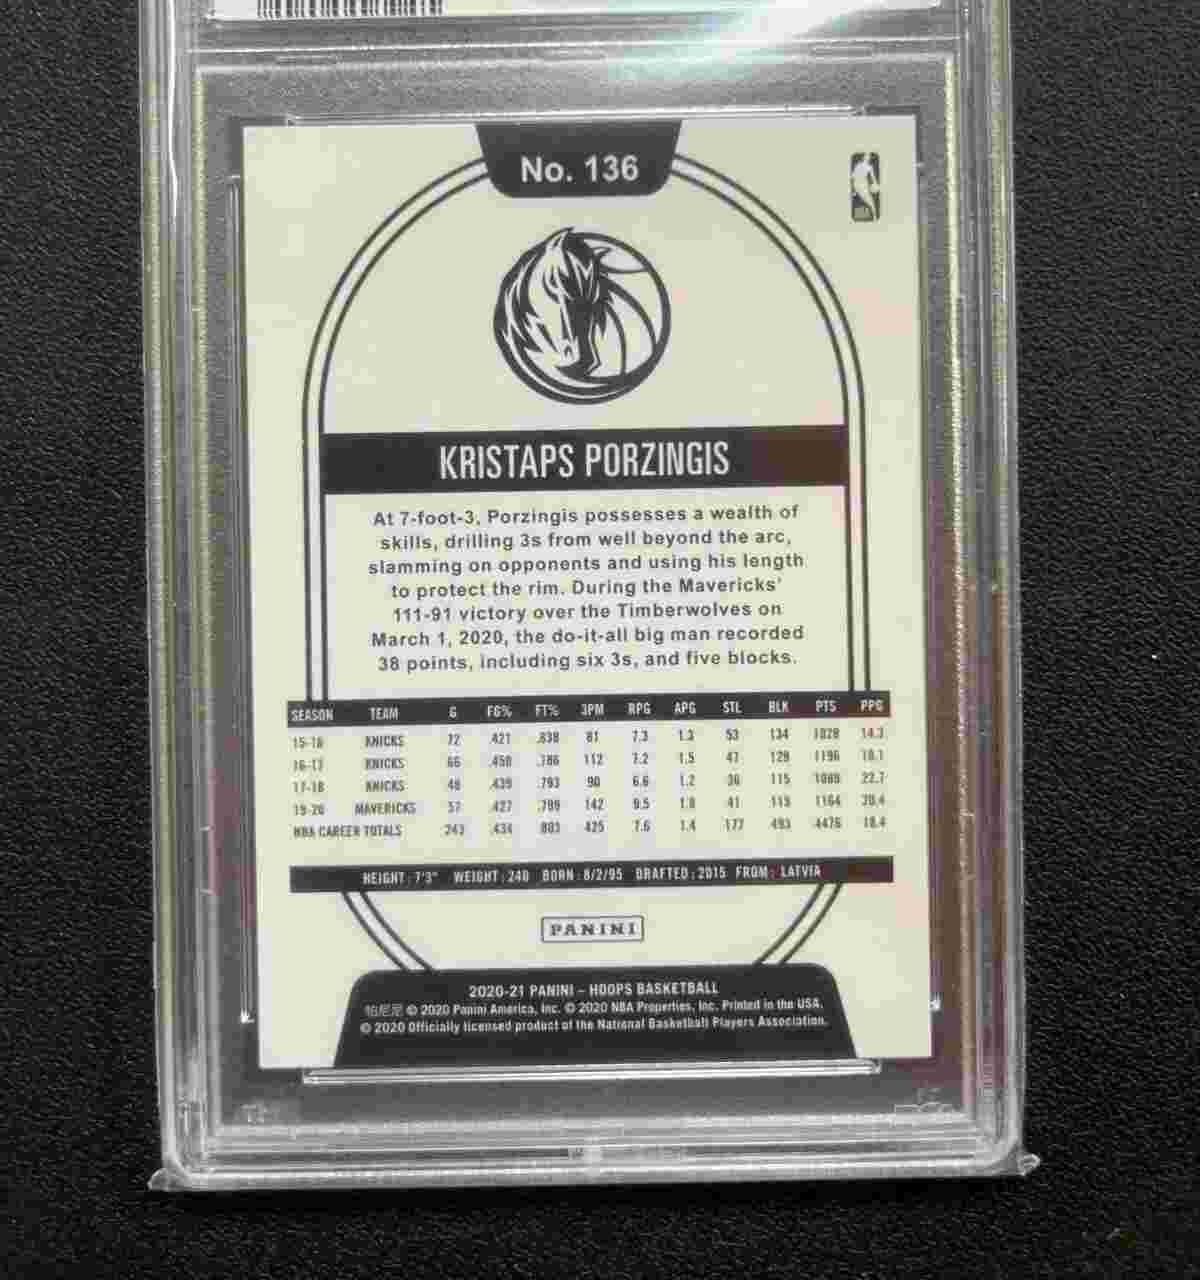 No. 136
KRISTAPS PORZINGIS
At 7-foot-3, Porzingis possesses a wealth of
skills, drilling 3s from well beyond the arc,
slamming on opponents and using his length
to protect the rim. During the Mavericks'
111-91 victory over the Timberwolves on
March 1, 2020, the do-it-all big man recorded
38 points, including six 3s, and five blocks.
SEASON TEAM G FG% FT% 3PM RPG APG STL BLK PTS PPG
15-16 KNICKS 72 .421 .838 81 7.3 1.3 53 134 1028 14.3
16-17 KNICKS 66 .450 .786 112 7.2 1.5 47 129 1196 18.1
17-18 KNICKS 48 .439 .793 90 6.6 1.2 36 115 1088 22.7
19-20 MAVERICKS 57 .427 .799 142 9.5 1.8 41 115 1164 20.4
NBA CAREER TOTALS 243 .434 .803 425 7.6 1.4 177 493 4476 18.4
HEIGHT: 7'3" WEIGHT: 240 BORN: 8/2/95 DRAFTED: 2015 FROM: LATVIA
PANINI
2020-21 PANINI - HOOPS BASKETBALL
帕尼尼 © 2020 Panini America, Inc. © 2020 NBA Properties, Inc. Printed in the USA.
© 2020 Officially licensed product of the National Basketball Players Association.